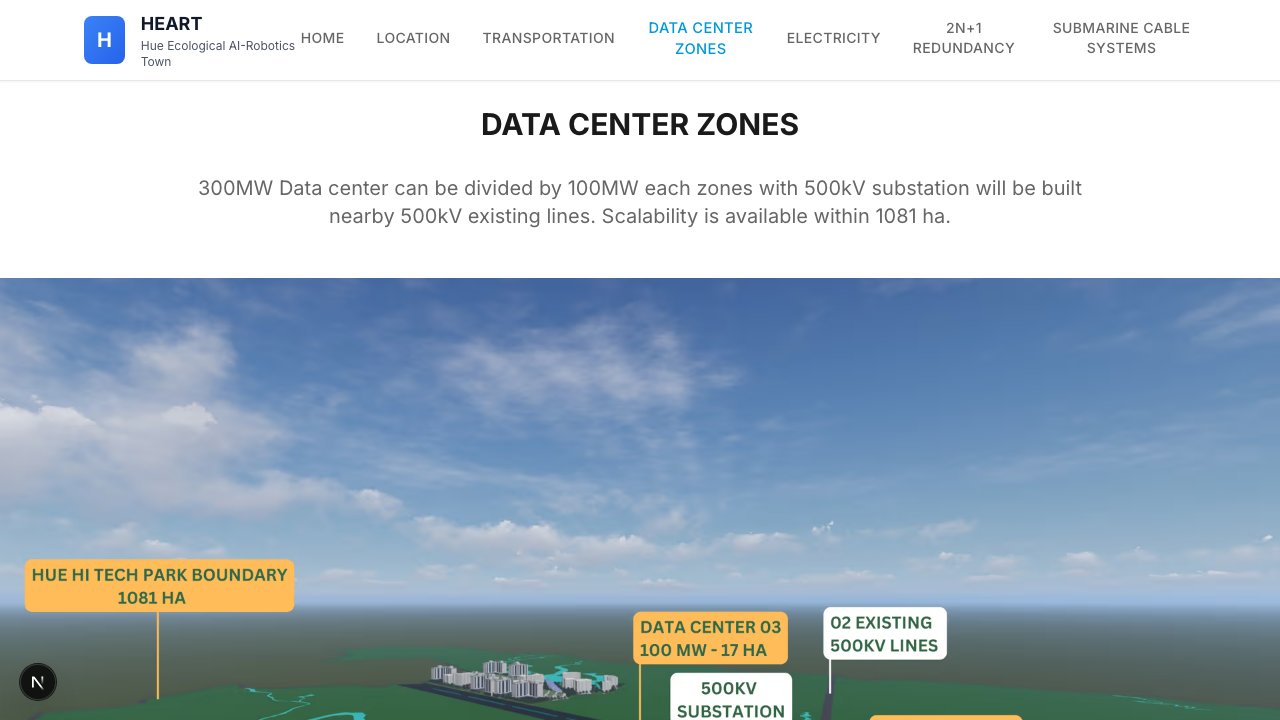 H
HEART
Hue Ecological AI-Robotics
Town
HOME
LOCATION
TRANSPORTATION
DATA CENTER
ZONES
ELECTRICITY
2N+1
REDUNDANCY
SUBMARINE CABLE
SYSTEMS
DATA CENTER ZONES
300MW Data center can be divided by 100MW each zones with 500kV substation will be built
nearby 500kV existing lines. Scalability is available within 1081 ha.
HUE HI TECH PARK BOUNDARY
1081 HA
DATA CENTER 03
100 MW - 17 HA
02 EXISTING
500KV LINES
500KV
SUBSTATION
N